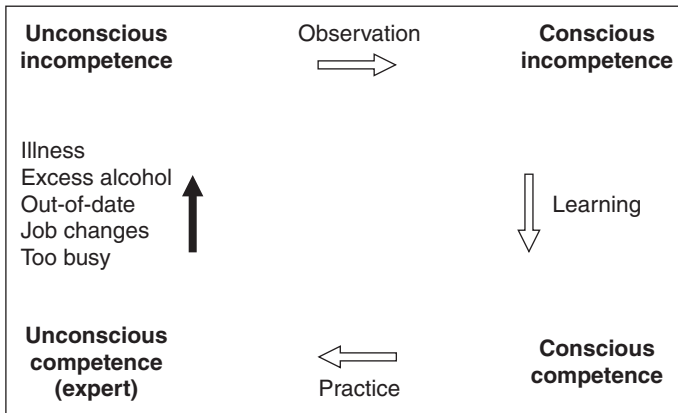 Unconscious
incompetence
Observation
Conscious
incompetence
Illness
Excess alcohol
Out-of-date
Job changes
Too busy
Learning
Unconscious
competence
(expert)
Practice
Conscious
competence